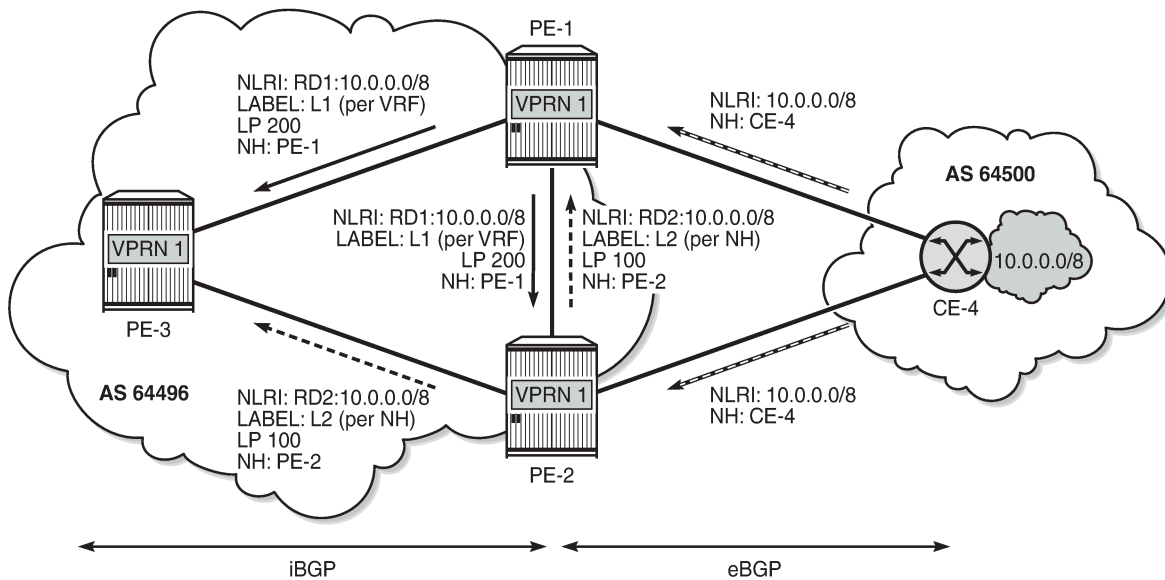 PE-1
VPRN 1
NLRI: RD1:10.0.0.0/8
LABEL: L1 (per VRF)
LP 200
NH: PE-1
NLRI: 10.0.0.0/8
NH: CE-4
AS 64500
10.0.0.0/8
CE-4
VPRN 1
PE-3
NLRI: RD1:10.0.0.0/8
LABEL: L1 (per VRF)
LP 200
NH: PE-1
NLRI: RD2:10.0.0.0/8
LABEL: L2 (per NH)
LP 100
NH: PE-2
AS 64496
NLRI: RD2:10.0.0.0/8
LABEL: L2 (per NH)
LP 100
NH: PE-2
VPRN 1
PE-2
NLRI: 10.0.0.0/8
NH: CE-4
iBGP
eBGP